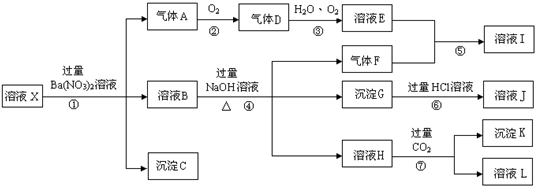 气体A
O₂
②
气体D
H₂O、O₂
③
溶液E
⑤
溶液I
溶液X
过量
Ba(NO₃)₂溶液
①
溶液B
过量
NaOH溶液
△ ④
气体F
沉淀G
过量HCl溶液
⑥
溶液J
沉淀C
溶液H
过量
CO₂
⑦
沉淀K
溶液L